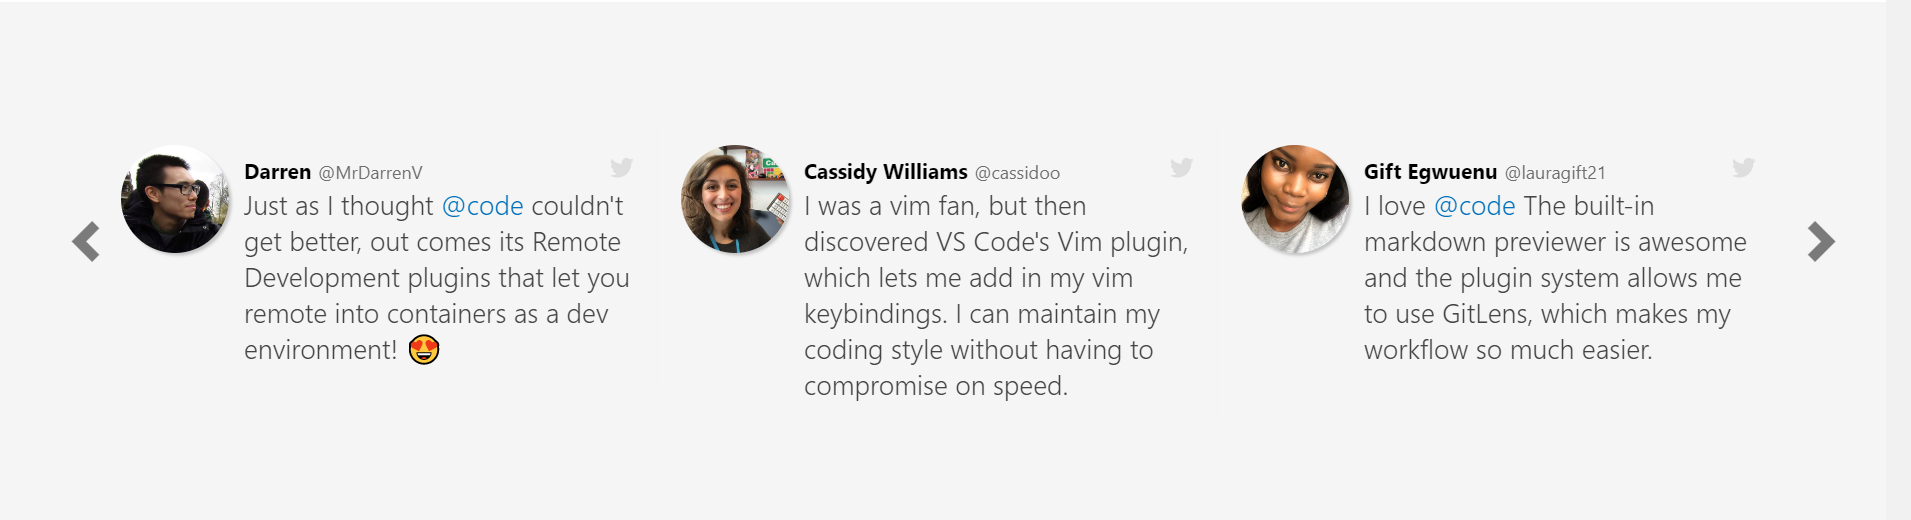 Darren @MrDarrenV
Just as I thought @code couldn't
get better, out comes its Remote
Development plugins that let you
remote into containers as a dev
environment! 😍
Cassidy Williams @cassidoo
I was a vim fan, but then
discovered VS Code's Vim plugin,
which lets me add in my vim
keybindings. I can maintain my
coding style without having to
compromise on speed.
Gift Egwuenu @lauragift21
I love @code The built-in
markdown previewer is awesome
and the plugin system allows me
to use GitLens, which makes my
workflow so much easier.